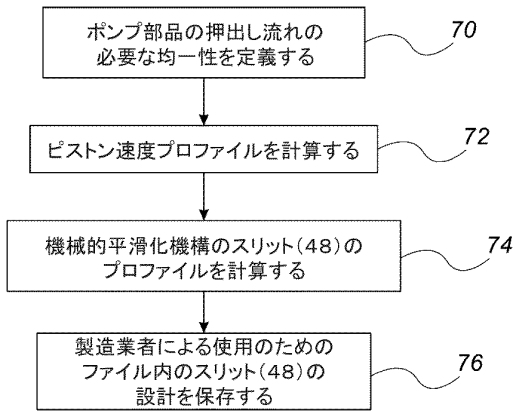 ポンプ部品の押出し流れの
必要な均一性を定義する
70
ピストン速度プロファイルを計算する
72
機械的平滑化機構のスリット(48)の
プロファイルを計算する
74
製造業者による使用のための
ファイル内のスリット(48)の
設計を保存する
76